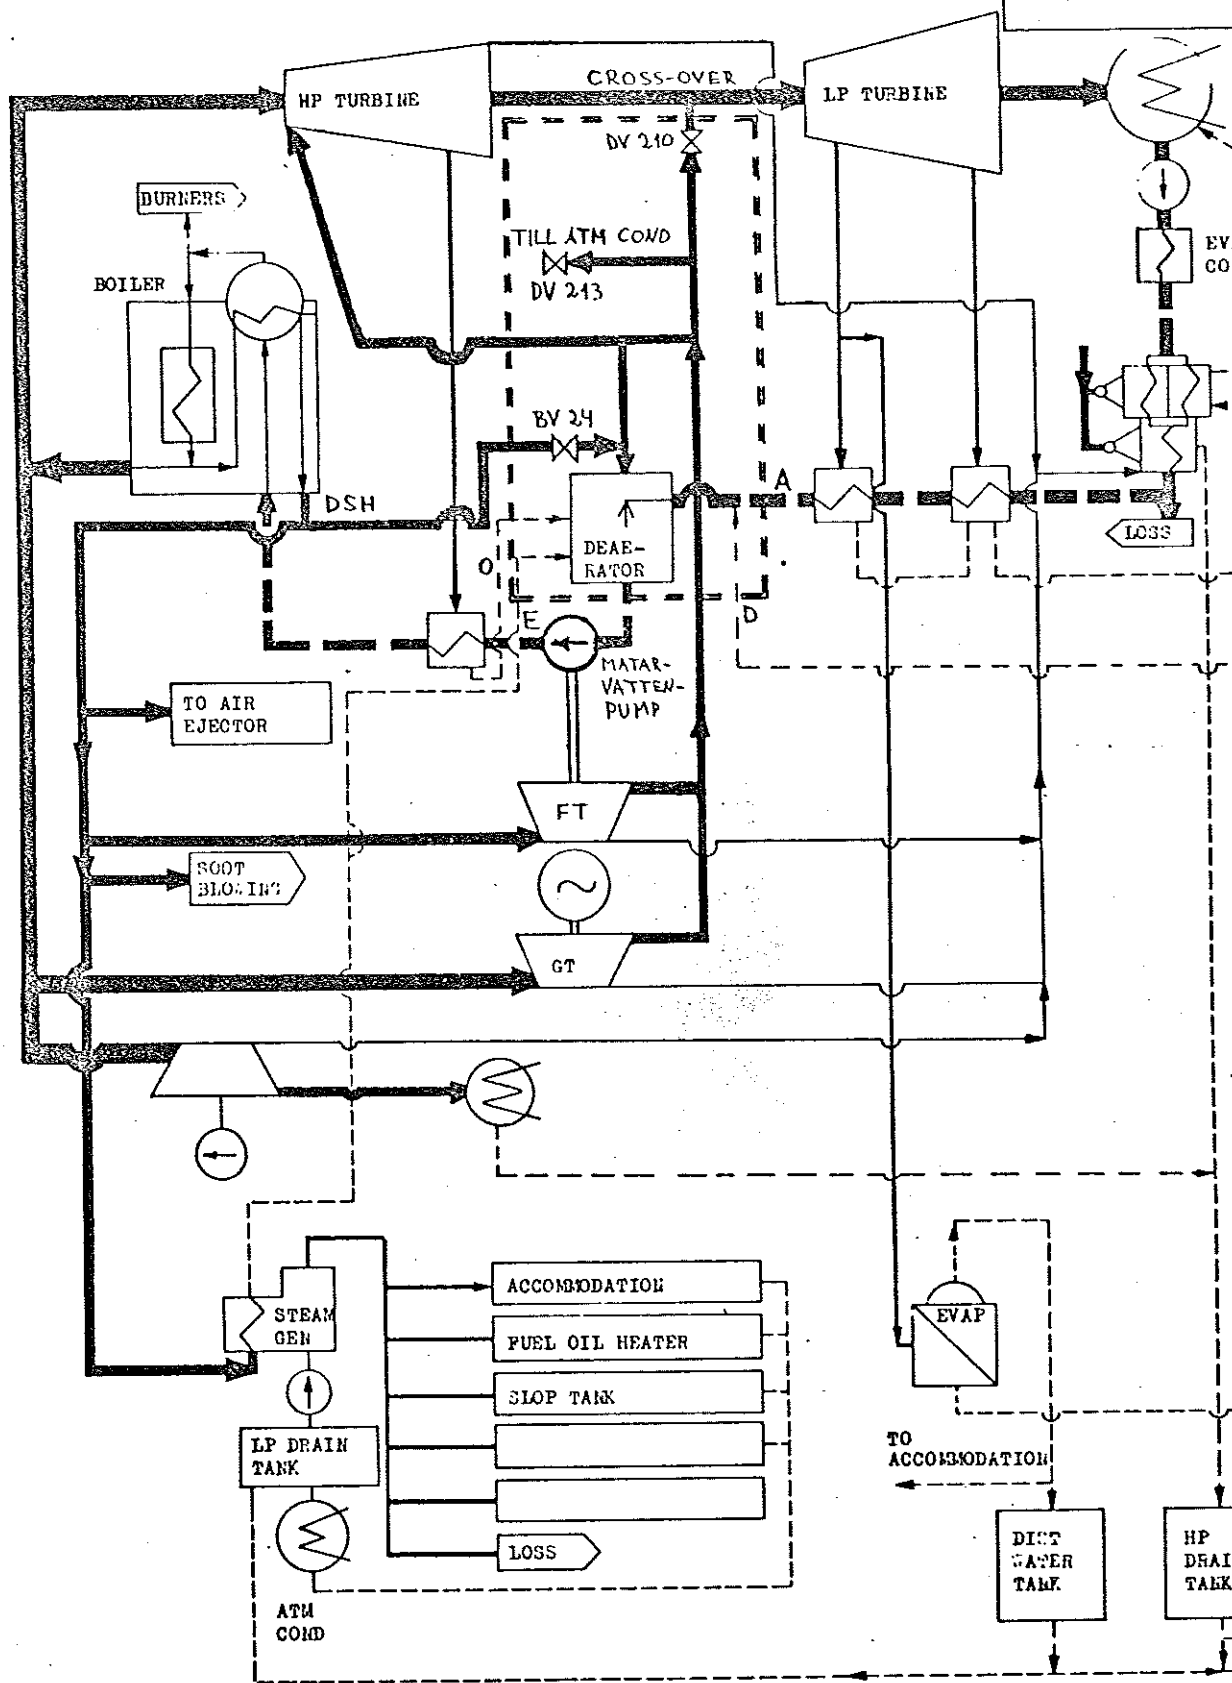 CROSS-OVER
HP TURBINE
LP TURBINE
DV 210
BURNERS
TILL ATM COND
DV 213
BOILER
EV
CO
BV 24
A
DSH
O
DEAE-
RATOR
LOSS
E
D
MATAR-
VATTEN-
PUMP
TO AIR
EJECTOR
FT
SOOT
BLOWING
GT
STEAM
GEN
ACCOMMODATION
FUEL OIL HEATER
SLOP TANK
EVAP
LP DRAIN
TANK
TO
ACCOMMODATION
LOSS
DIST
WATER
TANK
HP
DRAI
TANK
ATM
COND